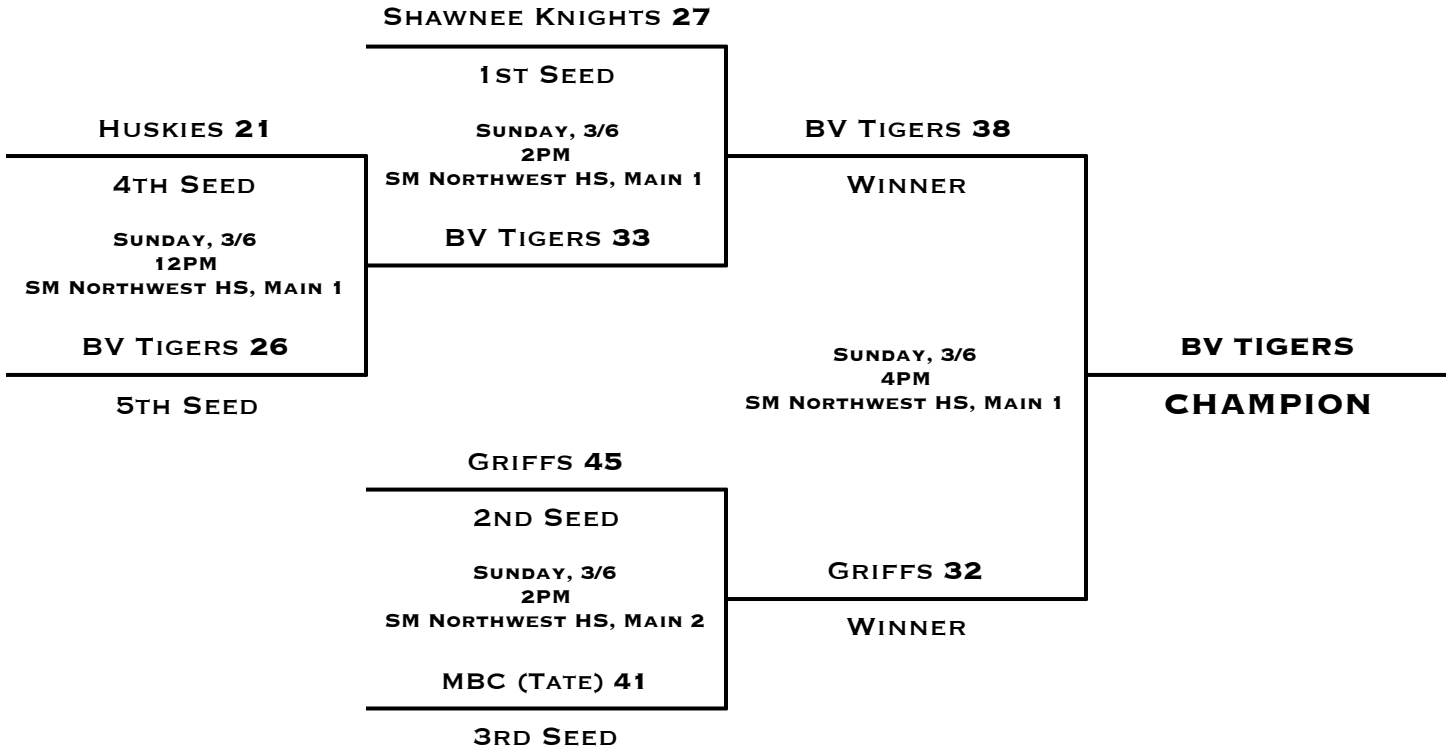 Shawnee Knights 27
1st Seed
Sunday, 3/6
2PM
SM Northwest HS, Main 1
BV Tigers 33
Huskies 21
4th Seed
Sunday, 3/6
12PM
SM Northwest HS, Main 1
BV Tigers 26
5th Seed
BV Tigers 38
Winner
Sunday, 3/6
4PM
SM Northwest HS, Main 1
BV TIGERS
CHAMPION
Griffs 45
2nd Seed
Sunday, 3/6
2PM
SM Northwest HS, Main 2
MBC (Tate) 41
3rd Seed
Griffs 32
Winner